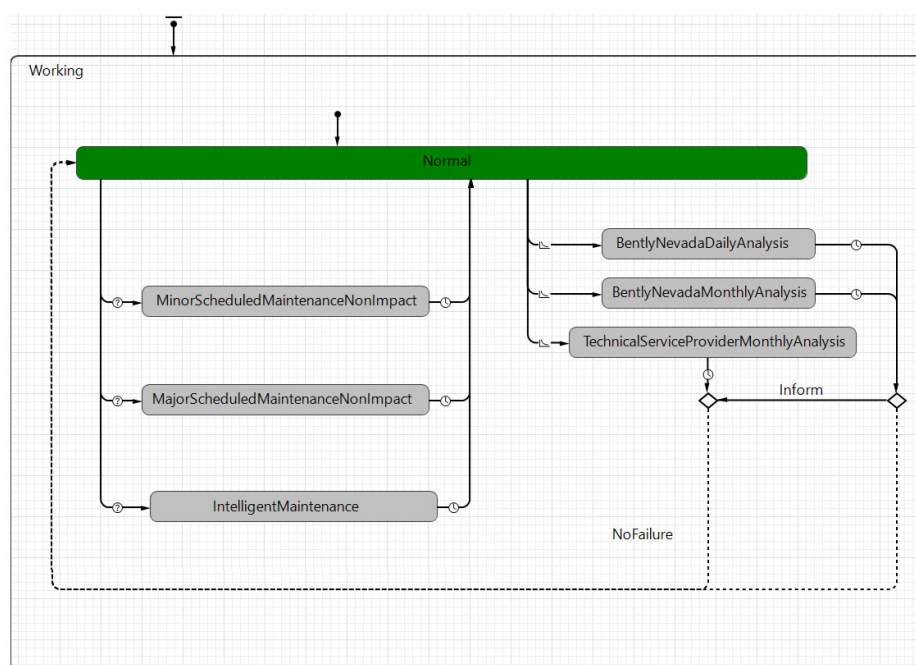 Working
Normal
BentlyNevadaDailyAnalysis
MinorScheduledMaintenanceNonImpact
BentlyNevadaMonthlyAnalysis
TechnicalServiceProviderMonthlyAnalysis
Inform
MajorScheduledMaintenanceNonImpact
IntelligentMaintenance
NoFailure